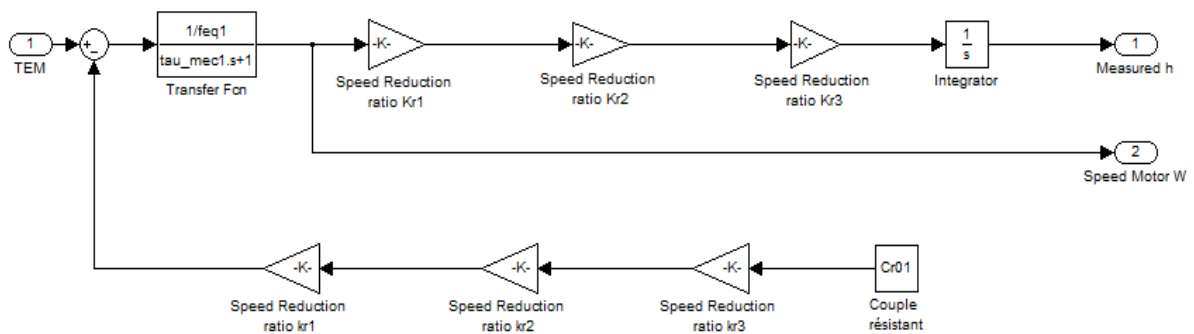 1
TEM
+
−
1/feq1
tau_mec1.s+1
Transfer Fcn
-K-
Speed Reduction
ratio Kr1
-K-
Speed Reduction
ratio Kr2
-K-
Speed Reduction
ratio Kr3
1
s
Integrator
1
Measured h
2
Speed Motor W
-K-
Speed Reduction
ratio kr1
-K-
Speed Reduction
ratio kr2
-K-
Speed Reduction
ratio kr3
Cr01
Couple
résistant